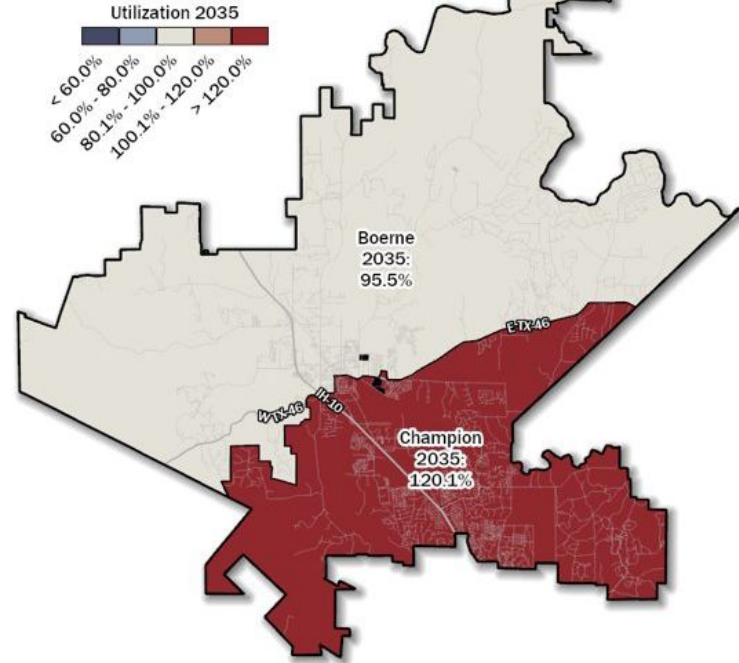 Utilization 2035
< 60.0%
60.0% - 80.0%
80.1% - 100.0%
100.1% - 120.0%
> 120.0%
Boerne
2035:
95.5%
E-TX-46
W-TX-46
IH-10
Champion
2035:
120.1%